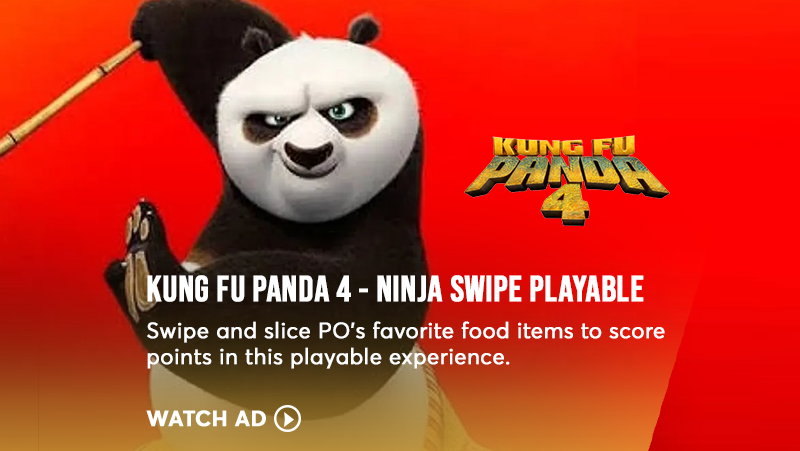 KUNG FU
PANDA
4
KUNG FU PANDA 4 - NINJA SWIPE PLAYABLE
Swipe and slice PO's favorite food items to score
points in this playable experience.
WATCH AD